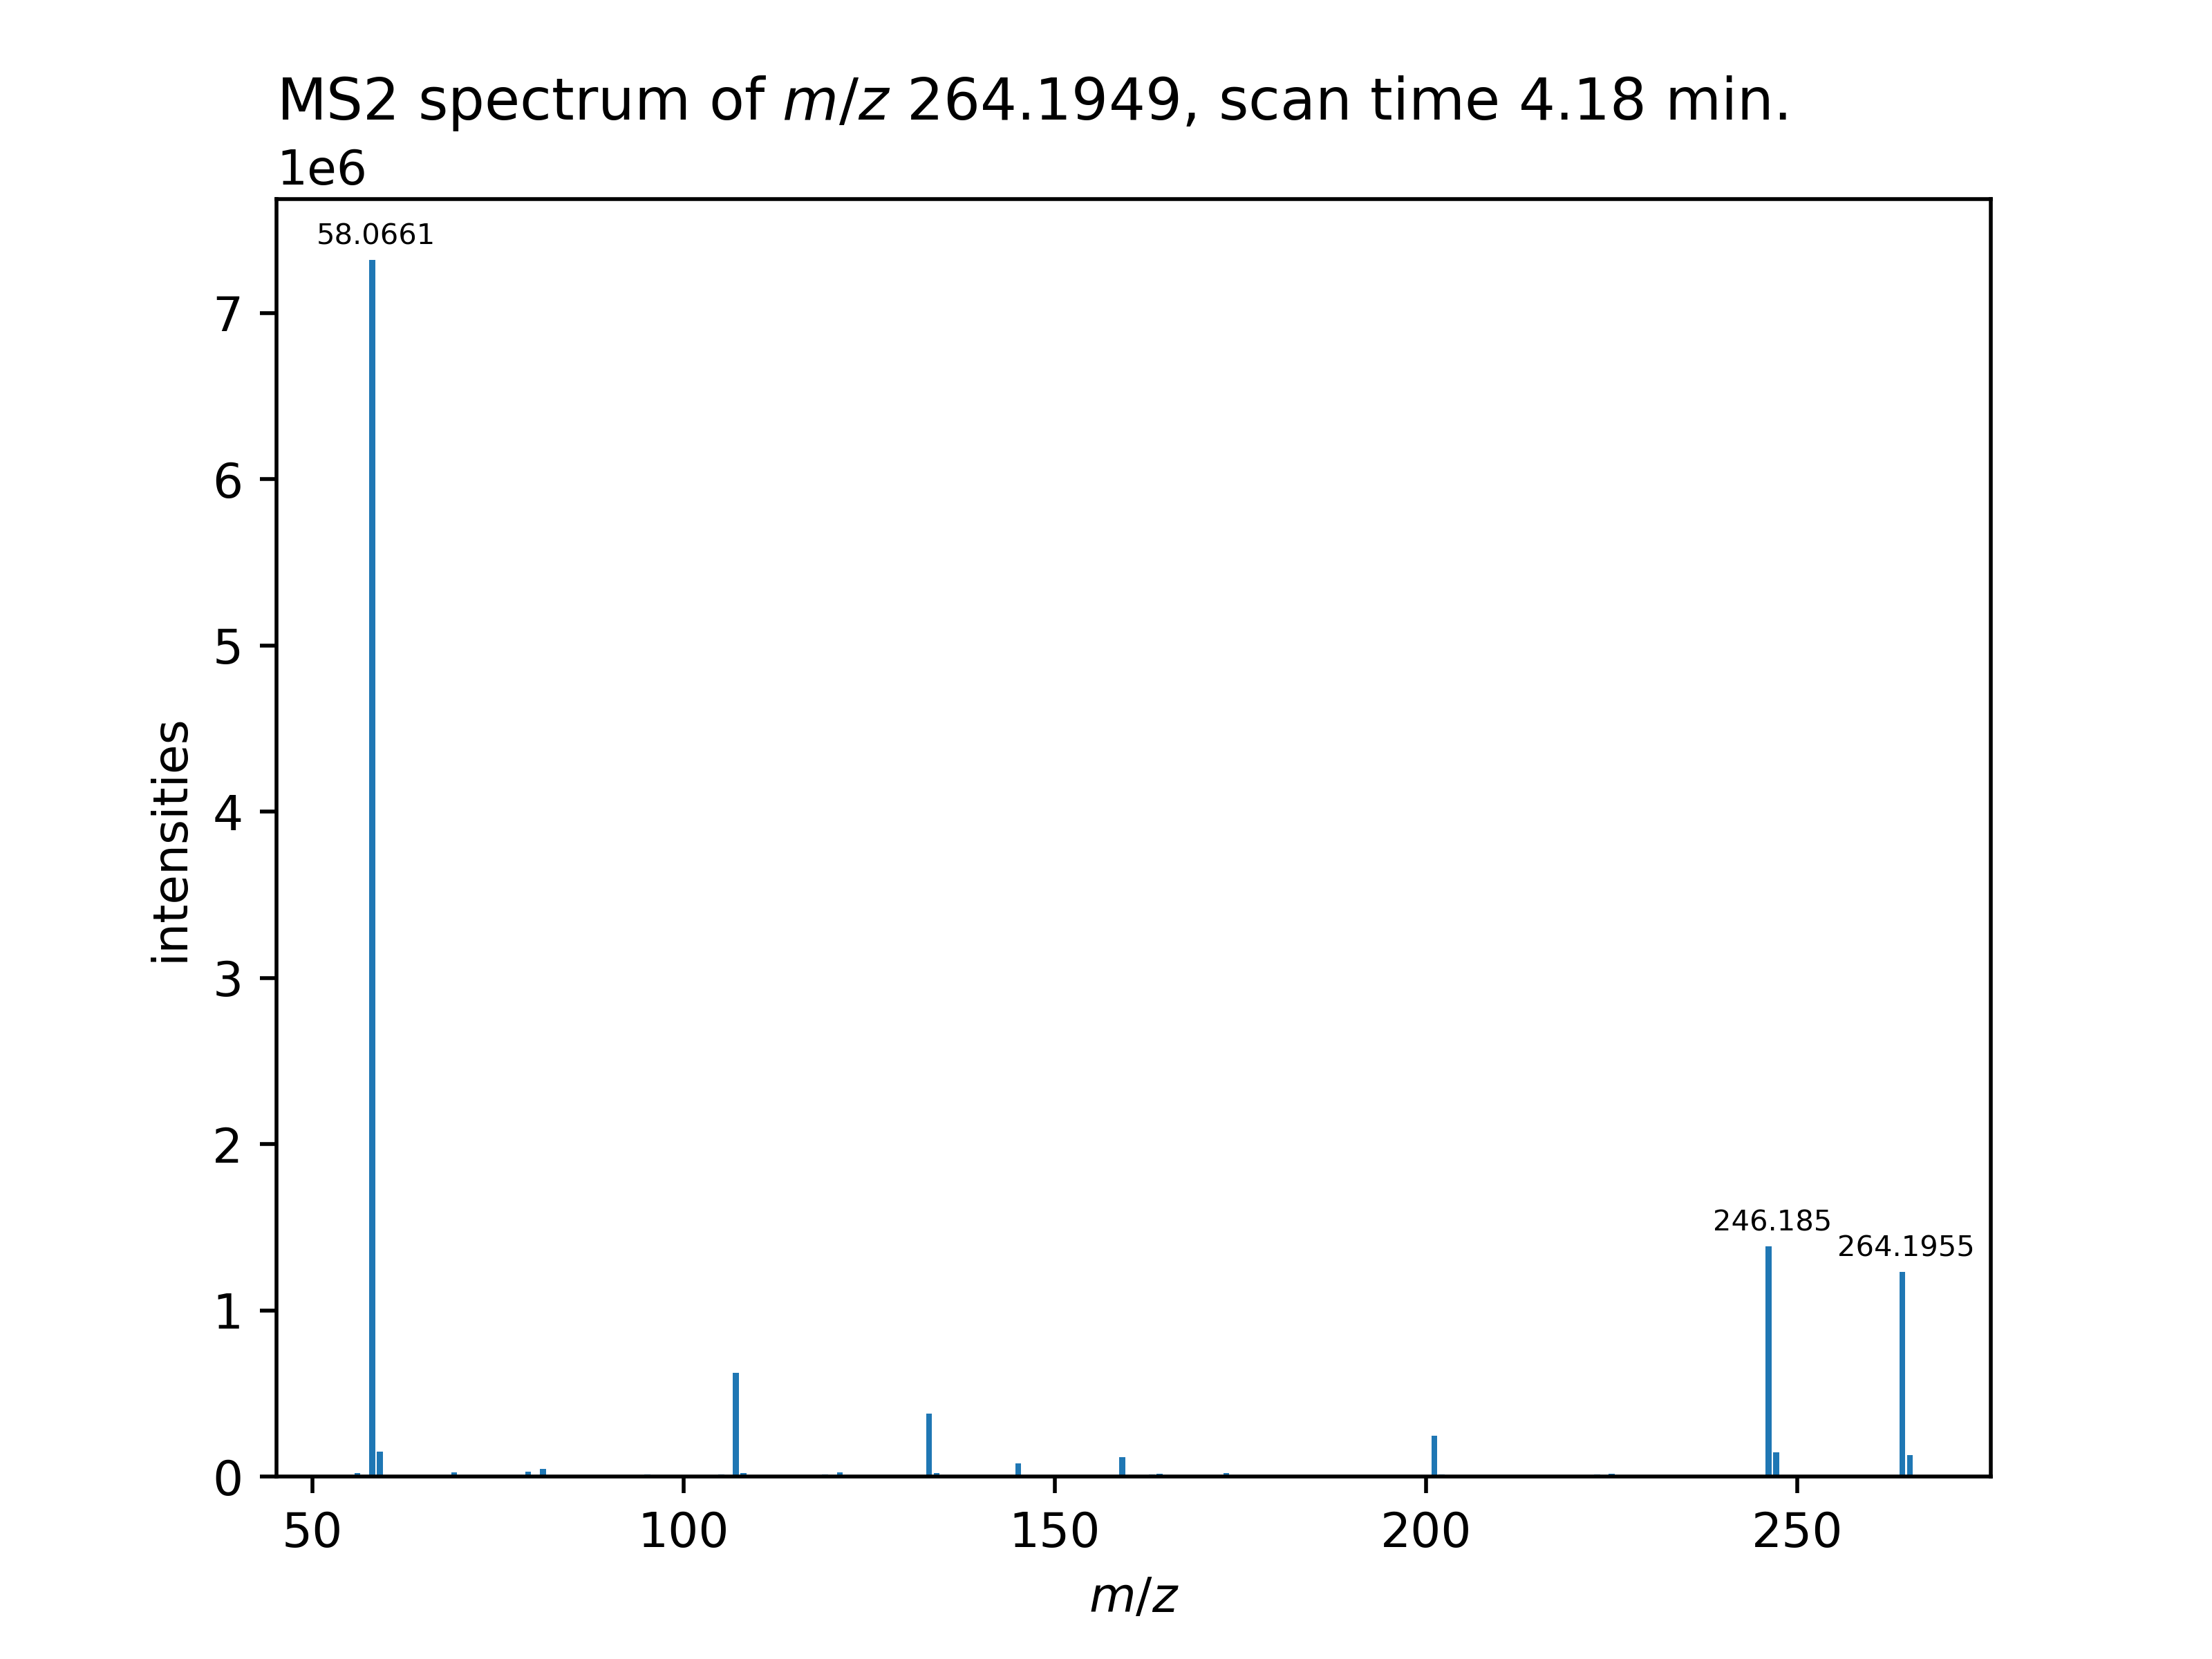 MS2 spectrum of m/z 264.1949, scan time 4.18 min.
1e6
58.0661
7
6
5
4
3
2
1
0
intensities
246.185
264.1955
50 100 150 200 250
m/z